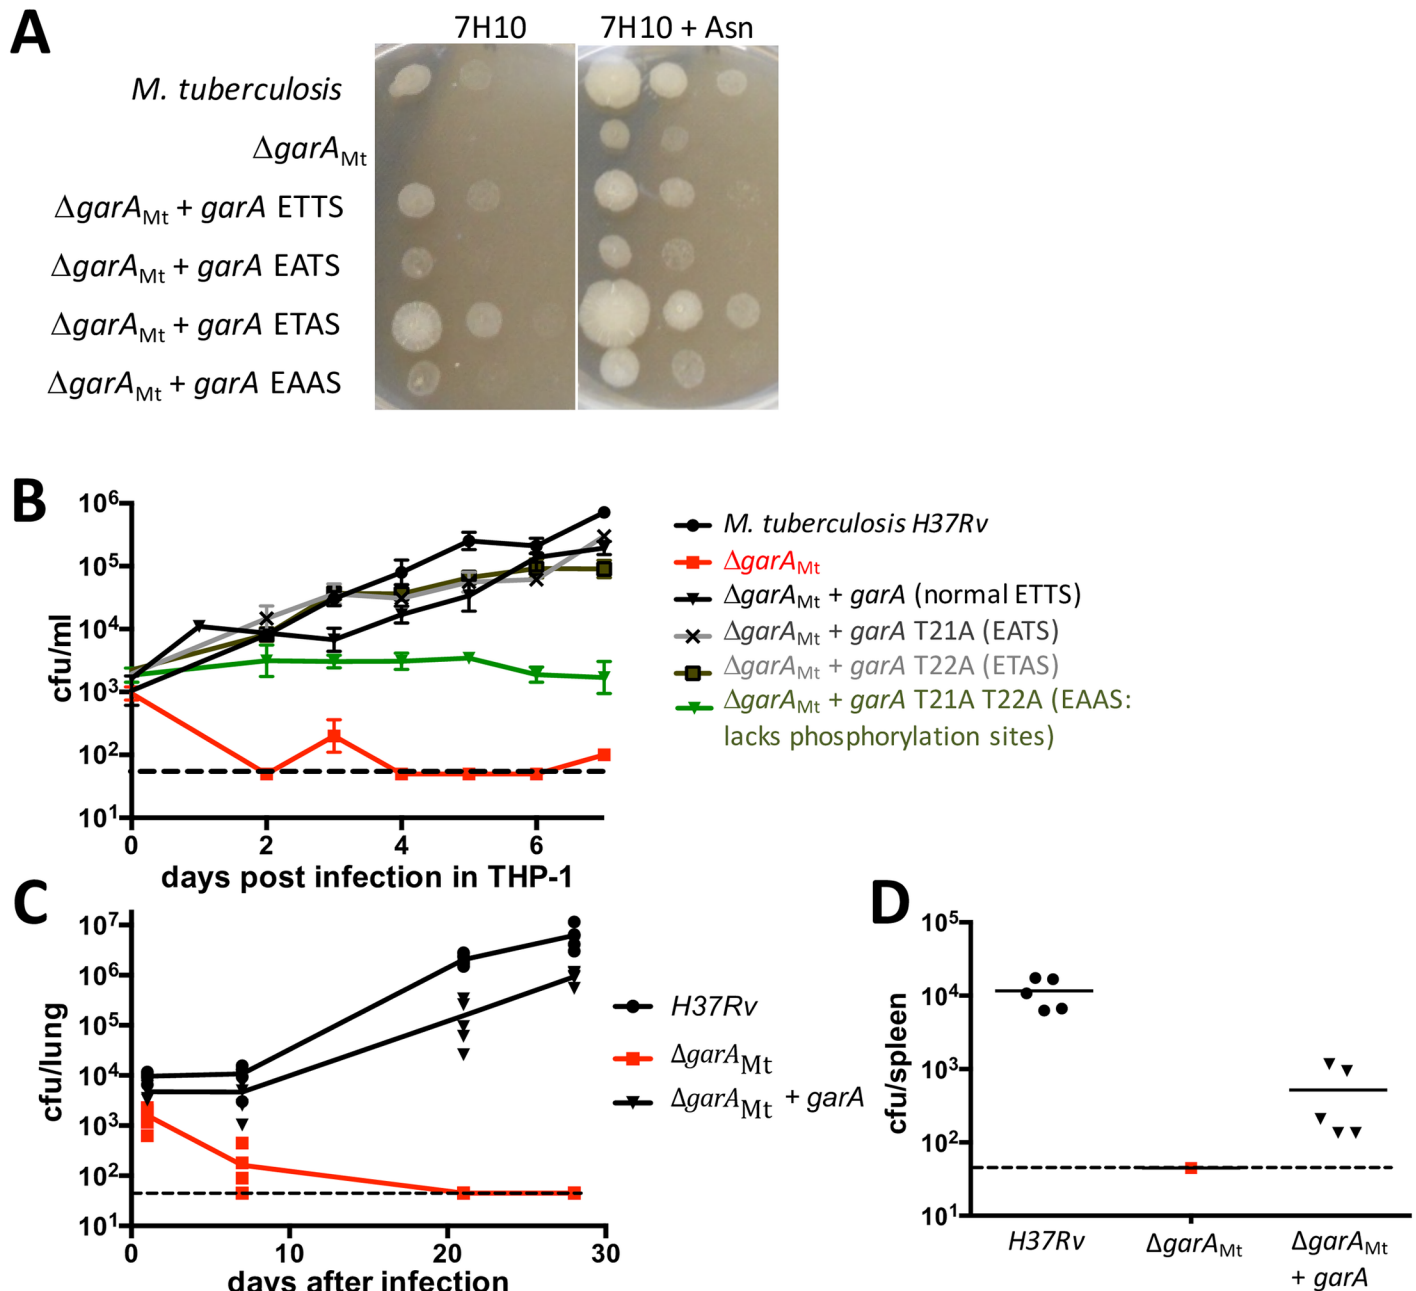 A
7H10
7H10 + Asn
M. tuberculosis
ΔgarAMt
ΔgarAMt + garA ETTS
ΔgarAMt + garA EATS
ΔgarAMt + garA ETAS
ΔgarAMt + garA EAAS
B
cfu/ml
10⁶
10⁵
10⁴
10³
10²
10¹
0
2
4
6
days post infection in THP-1
M. tuberculosis H37Rv
ΔgarAMt
ΔgarAMt + garA (normal ETTS)
ΔgarAMt + garA T21A (EATS)
ΔgarAMt + garA T22A (ETAS)
ΔgarAMt + garA T21A T22A (EAAS:
lacks phosphorylation sites)
C
cfu/lung
10⁷
10⁶
10⁵
10⁴
10³
10²
10¹
0
10
20
30
days after infection
H37Rv
ΔgarAMt
ΔgarAMt + garA
D
cfu/spleen
10⁵
10⁴
10³
10²
10¹
H37Rv
ΔgarAMt
ΔgarAMt
+ garA